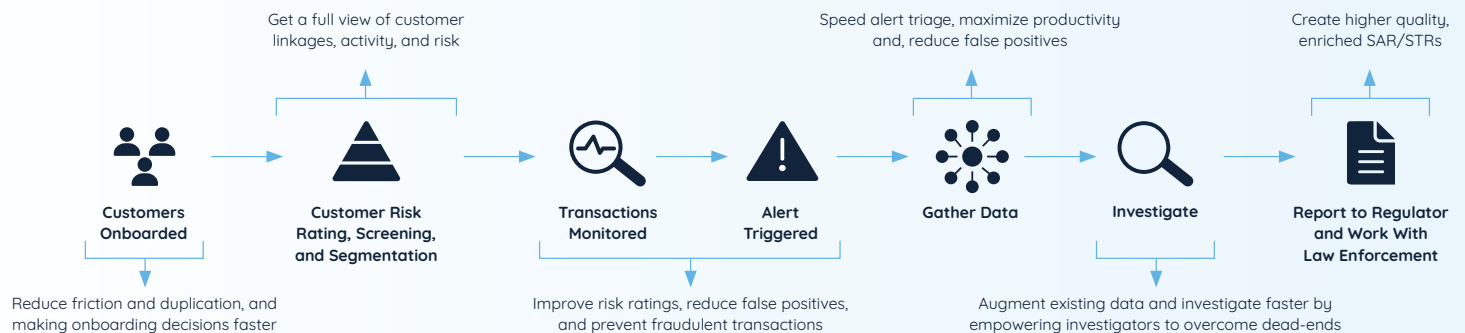 Get a full view of customer
linkages, activity, and risk
Speed alert triage, maximize productivity
and, reduce false positives
Create higher quality,
enriched SAR/STRs
Customers
Onboarded
Customer Risk
Rating, Screening,
and Segmentation
Transactions
Monitored
Alert
Triggered
Gather Data
Investigate
Report to Regulator
and Work With
Law Enforcement
Reduce friction and duplication, and
making onboarding decisions faster
Improve risk ratings, reduce false positives,
and prevent fraudulent transactions
Augment existing data and investigate faster by
empowering investigators to overcome dead-ends